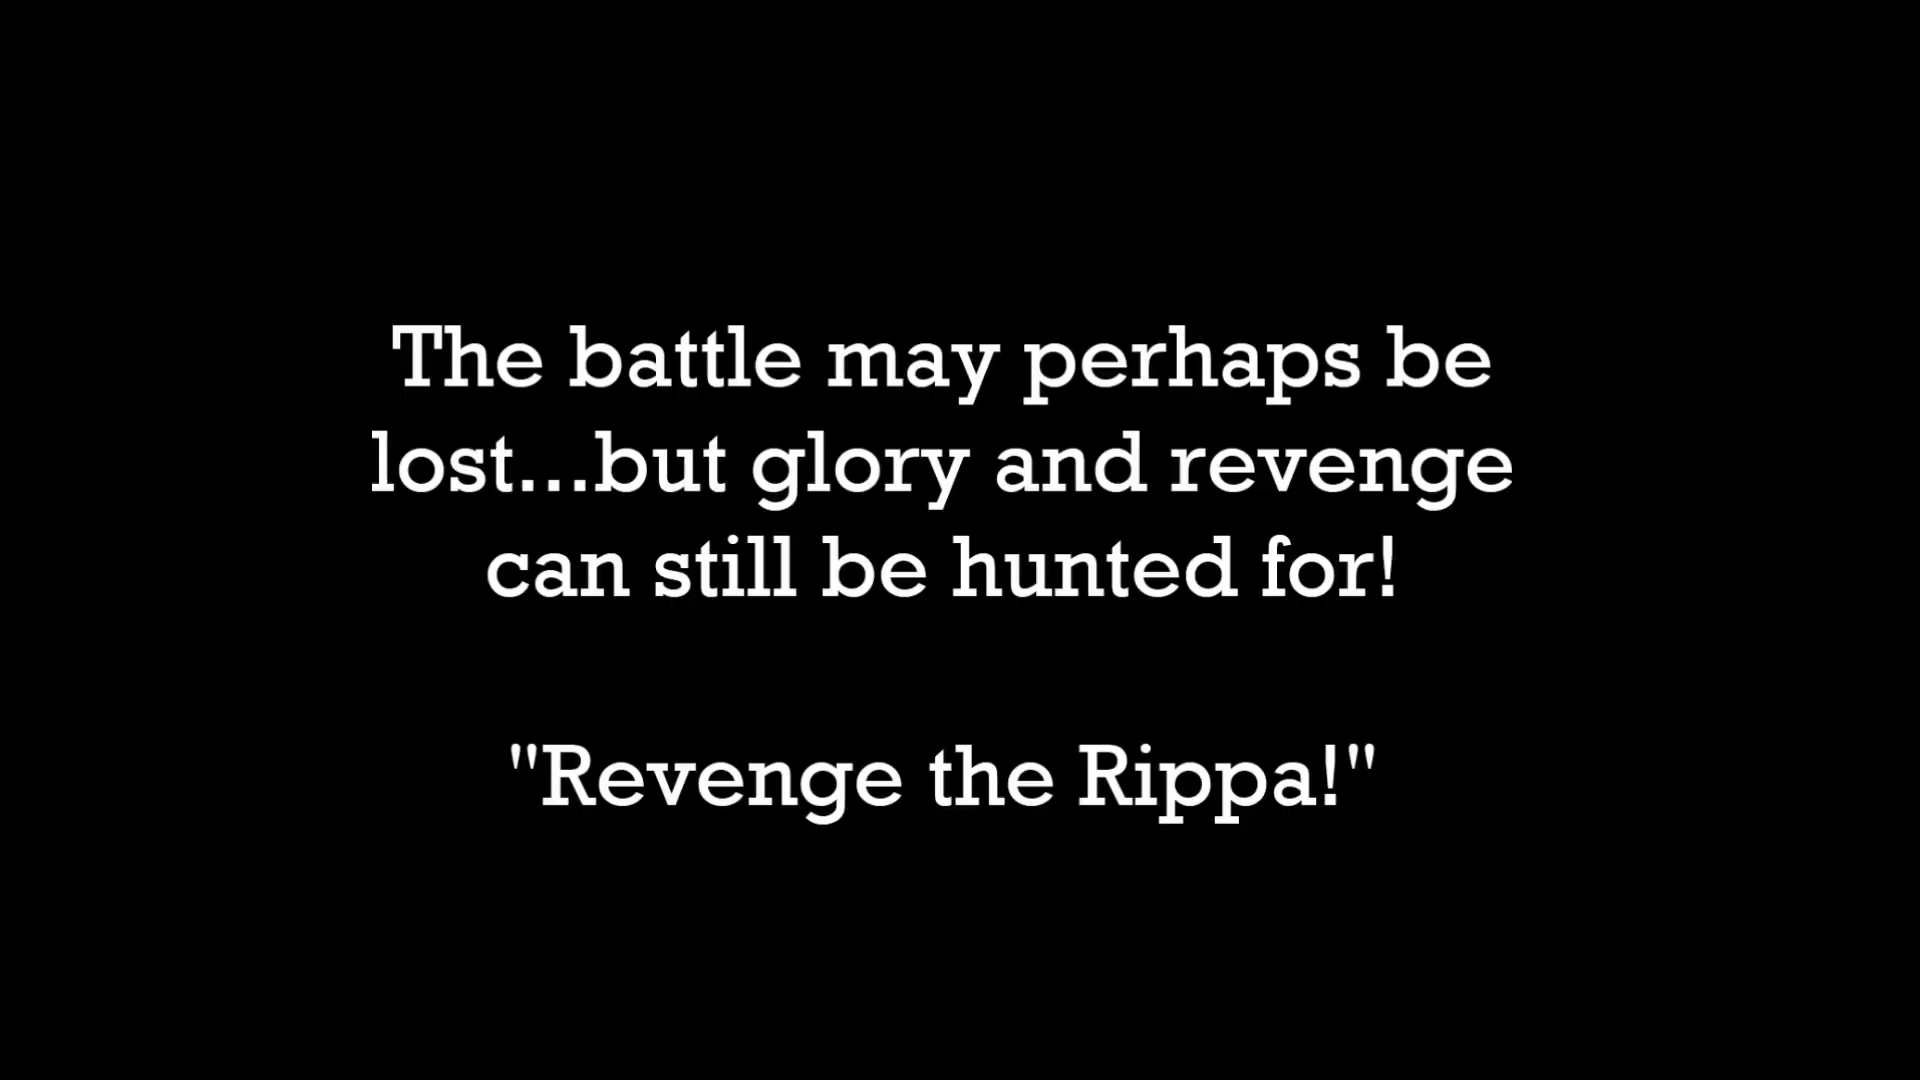 The battle may perhaps be
lost...but glory and revenge
can still be hunted for!
"Revenge the Rippa!"